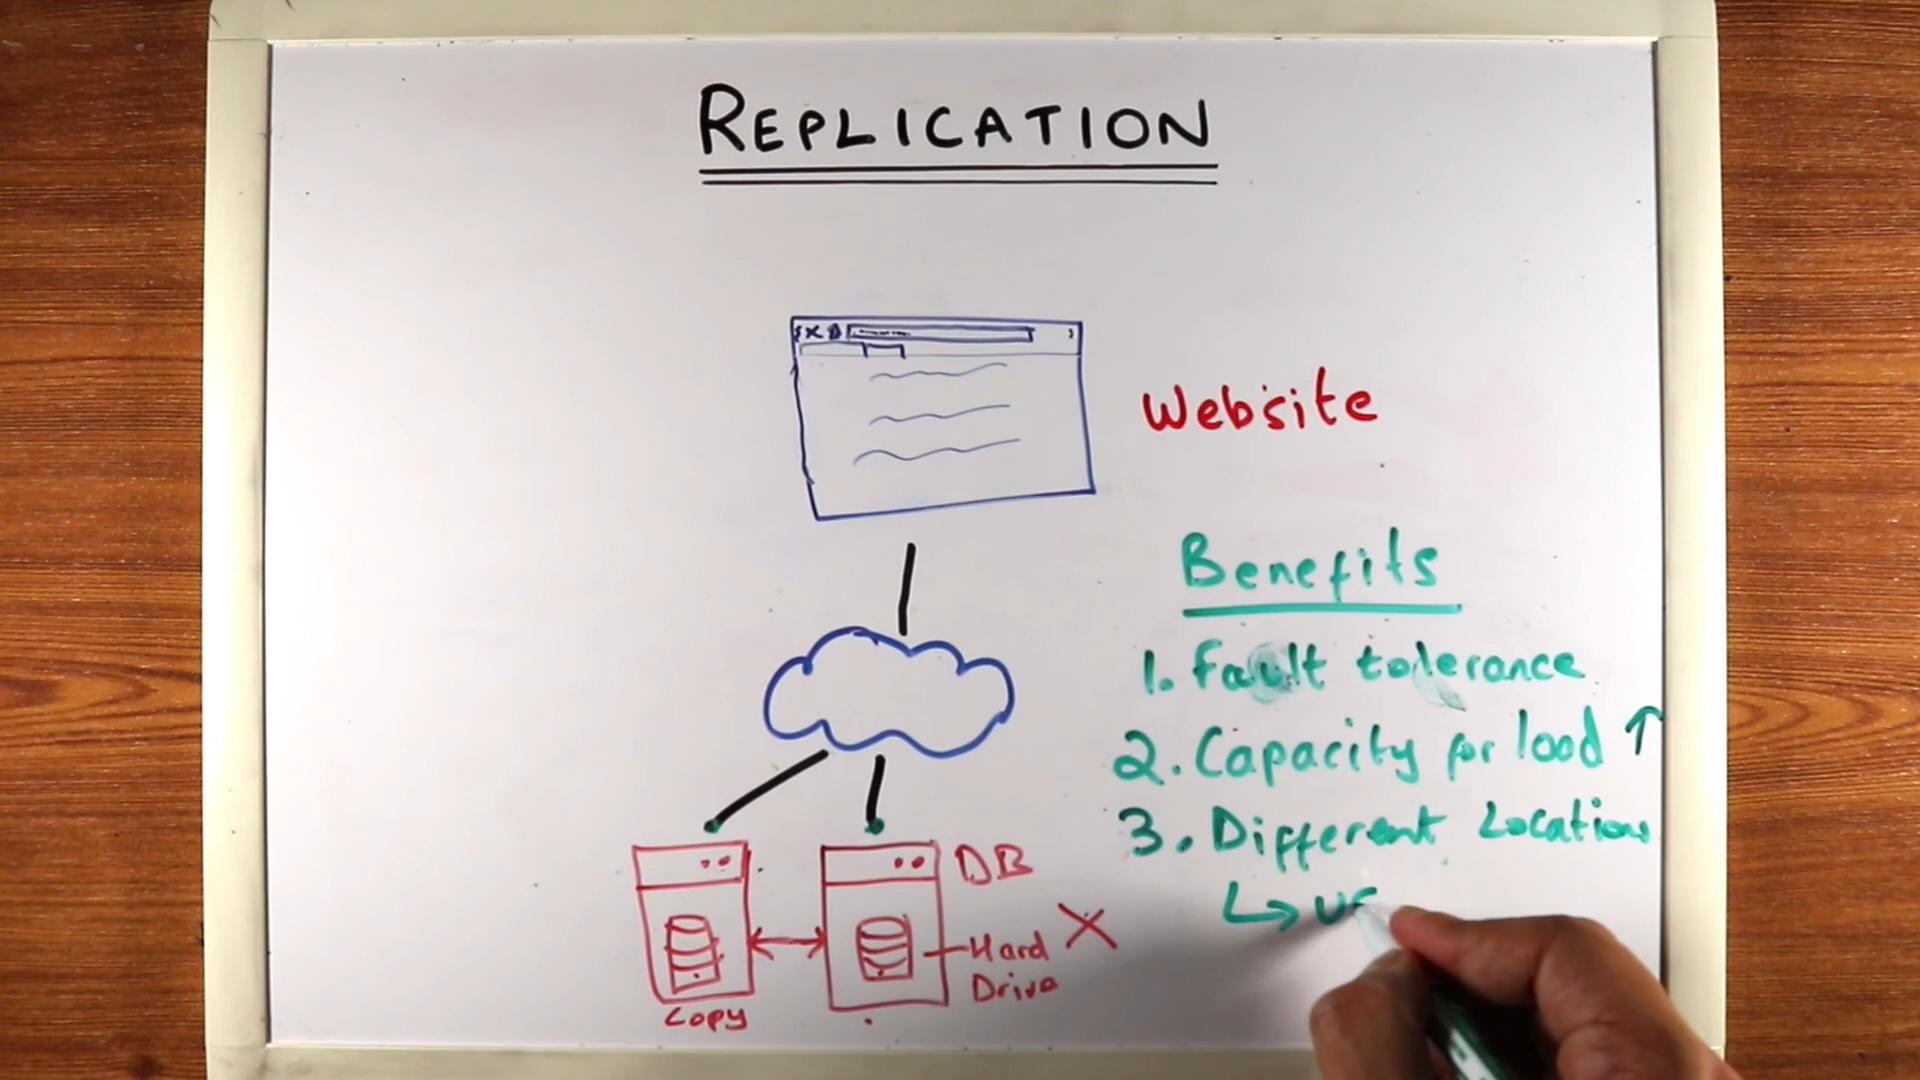 REPLICATION
Website
Benefits
1. Fault tolerance
2. Capacity for load ↑
3. Different Locations
DB
Hard
Drive
Copy